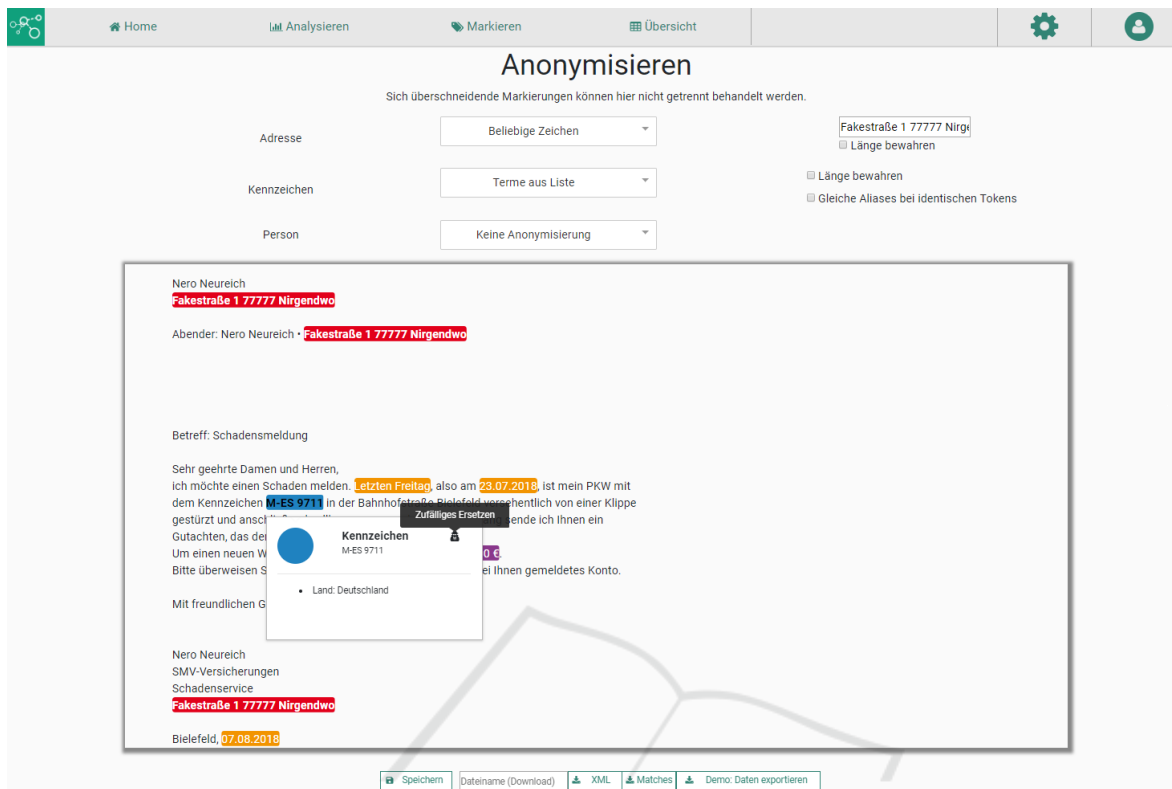 Home
Analysieren
Markieren
Übersicht
Anonymisieren
Sich überschneidende Markierungen können hier nicht getrennt behandelt werden.
Adresse
Beliebige Zeichen
Fakestraße 1 77777 Nirge
Länge bewahren
Kennzeichen
Terme aus Liste
Länge bewahren
Gleiche Aliases bei identischen Tokens
Person
Keine Anonymisierung
Nero Neureich
Fakestraße 1 77777 Nirgendwo
Abender: Nero Neureich • Fakestraße 1 77777 Nirgendwo
Betreff: Schadensmeldung
Sehr geehrte Damen und Herren,
ich möchte einen Schaden melden. Letzten Freitag, also am 23.07.2018, ist mein PKW mit
dem Kennzeichen M-ES 9711 in der Bahnhofstraße Bielefeld versehentlich von einer Klippe
gestürzt und ansch sende ich Ihnen ein
Zufälliges Ersetzen
Gutachten, das de
Kennzeichen
M-ES 9711
Um einen neuen W 0 €.
Bitte überweisen S ei Ihnen gemeldetes Konto.
Land: Deutschland
Mit freundlichen G
Nero Neureich
SMV-Versicherungen
Schadenservice
Fakestraße 1 77777 Nirgendwo
Bielefeld, 07.08.2018
Speichern
Dateiname (Download)
XML
Matches
Demo: Daten exportieren